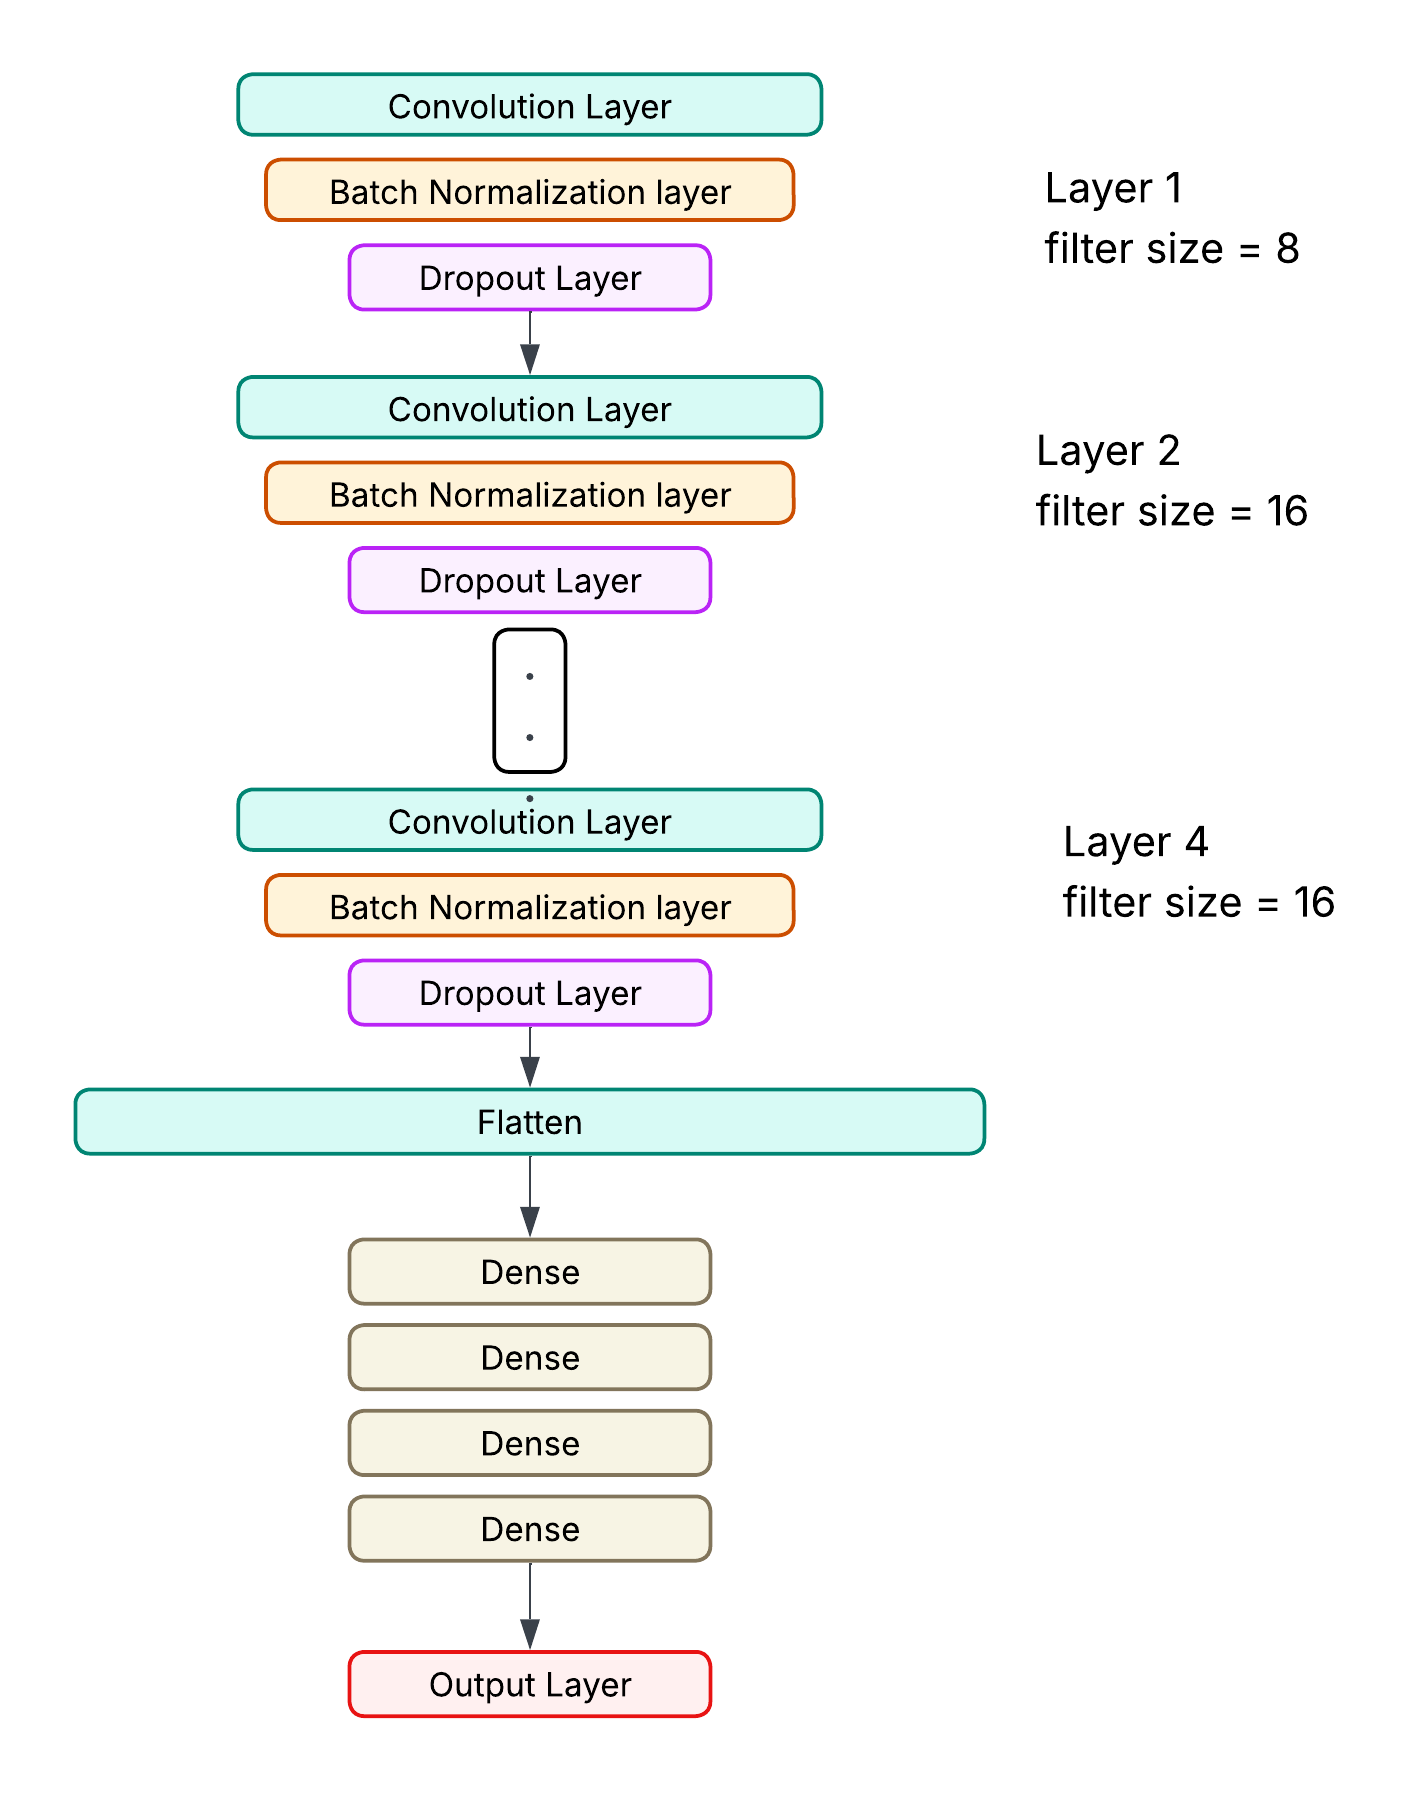 Convolution Layer
Batch Normalization layer
Dropout Layer
Layer 1
filter size = 8
Convolution Layer
Batch Normalization layer
Dropout Layer
Layer 2
filter size = 16
.
.
.
Convolution Layer
Batch Normalization layer
Dropout Layer
Layer 4
filter size = 16
Flatten
Dense
Dense
Dense
Dense
Output Layer